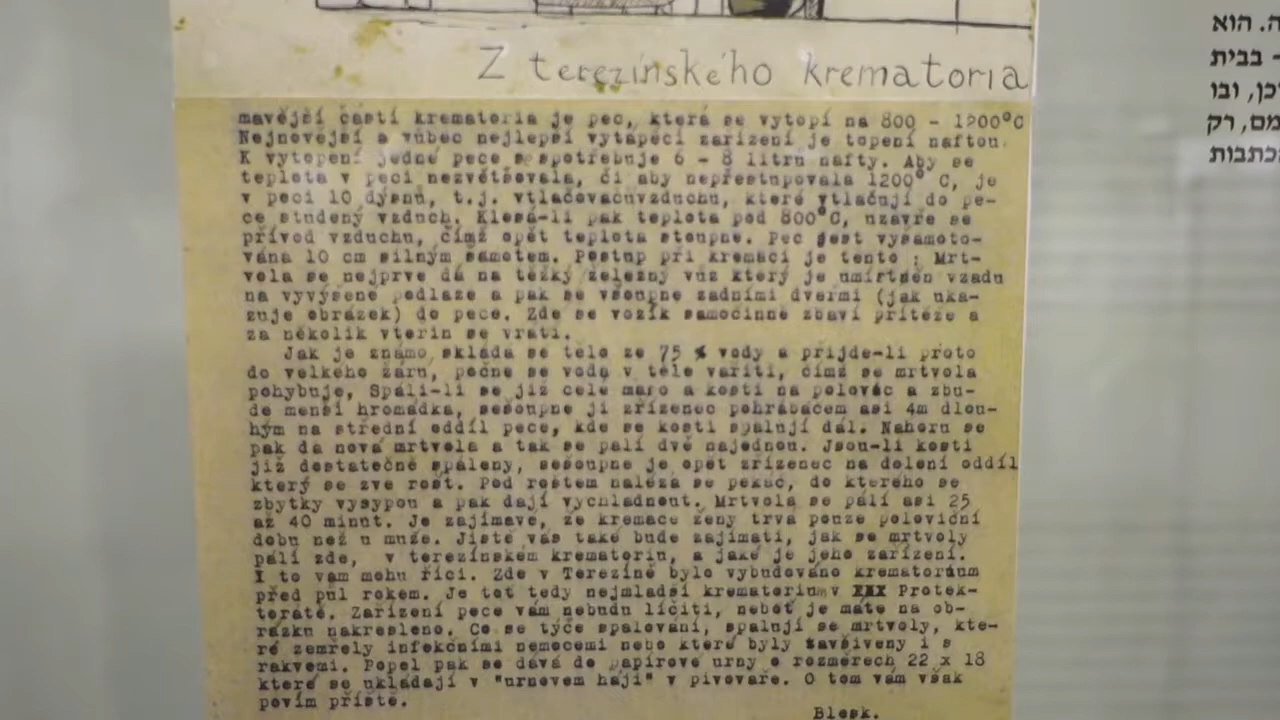 Z terezínského krematoria
mavější částí krematoria je pec, která se vytopí na 800 - 1200°C
Nejnovější a vůbec nejlepší vytápěcí zařízení je topení naftou.
K vytopení jedné pece se spotřebuje 6 - 8 litrů nafty. Aby se
teplota v peci nezvětšovala, či aby nepřestupovala 1200° C, je
v peci 10 dysnů, t.j. vtlačovačůvzduchu, které vtlačují do pe-
ce studený vzduch. Klesá-li pak teplota pod 800°C, uzavře se
přívod vzduchu, čímž opět teplota stoupne. Pec jest vyšamoto-
vána 10 cm silným šamotem. Postup při kremaci je tento : Mrt-
vola se nejprve dá na těžký železný vůz který je umístněn vzadu
na vyvýšené podlaze a pak se všoupne zadními dveřmi (jak uka-
zuje obrázek) do pece. Zde se vozík samočinně zbaví přítěže a
za několik vteřin se vrátí.
Jak je známo skládá se tělo ze 75 % vody a přijde-li proto
do velkého žáru, počne se voda v těle vařiti, čímž se mrtvola
pohybuje, Spálí-li se již celé maso a kosti na polovic a zbu-
de menší hromádka, sešoupne ji zřízenec pohrabáčem asi 4m dlou-
hým na střední oddíl pece, kde se kosti spalují dál. Nahoru se
pak dá nová mrtvola a tak se pálí dvě najednou. Jsou-li kosti
již dostatečně spáleny, sešoupne je opět zřízenec na dolení oddíl
který se zve rošt. Pod roštem nalézá se pekáč, do kterého se
zbytky vysypou a pak dají vychladnout. Mrtvola se pálí asi 25
až 40 minut. Je zajímavé, že kremace ženy trvá pouze poloviční
dobu než u muže. Jistě vás také bude zajímati, jak se mrtvoly
pálí zde, v terezínském krematoriu, a jaké je jeho zařízení.
I to vám mohu říci. Zde v Terezíně bylo vybudováno krematorium
před půl rokem. Je tot tedy nejmladší krematorium v XXX Protek-
torátě. Zařízení pece vám nebudu líčiti, neboť je máte na ob-
rázku nakresleno. Co se týče spalování, spalují se mrtvoly, kte-
ré zemřely infekčními nemocemi nebo které byly zavšiveny i s
rakvemi. Popel pak se dává do papírové urny o rozměrech 22 x 18
které se ukládají v "urnovém háji" v pivovaře. O tom vám však
povím příště.
Blesk.
הוא
- בבית
ובו
רק